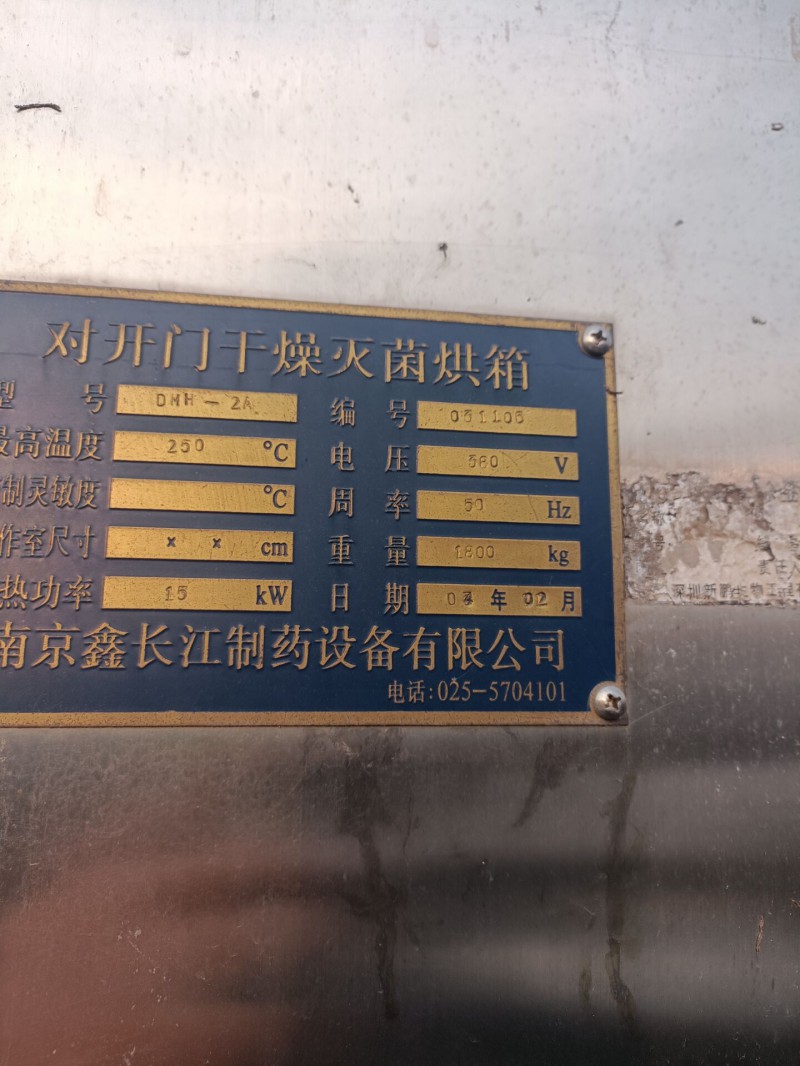 对开门干燥灭菌烘箱
型 号 DMH-2A 编 号 051106
最高温度 250 ℃ 电 压 380 V
制灵敏度 ℃ 周 率 50 Hz
作室尺寸 × × cm 重 量 1800 kg
热功率 15 kW 日 期 年 02 月
南京鑫长江制药设备有限公司
电话:025-5704101
深圳新